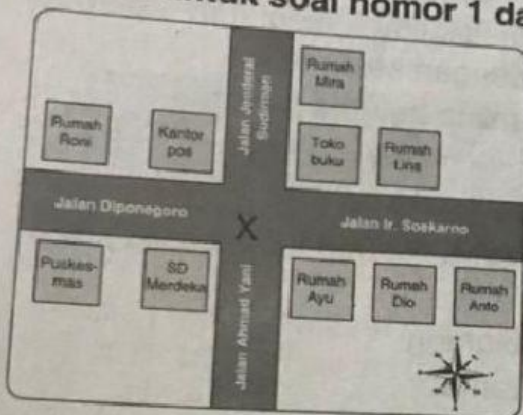 untuk soal nomor 1 da
Rumah
Mira
Jalan Jenderal
Sudirman
Rumah
Roni
Kantor
pos
Toko
buku
Rumah
Lina
Jalan Diponegoro
X
Jalan Ir. Soekarno
Puskes-
mas
SD
Merdeka
Jalan Ahmad Yani
Rumah
Ayu
Rumah
Dio
Rumah
Anto